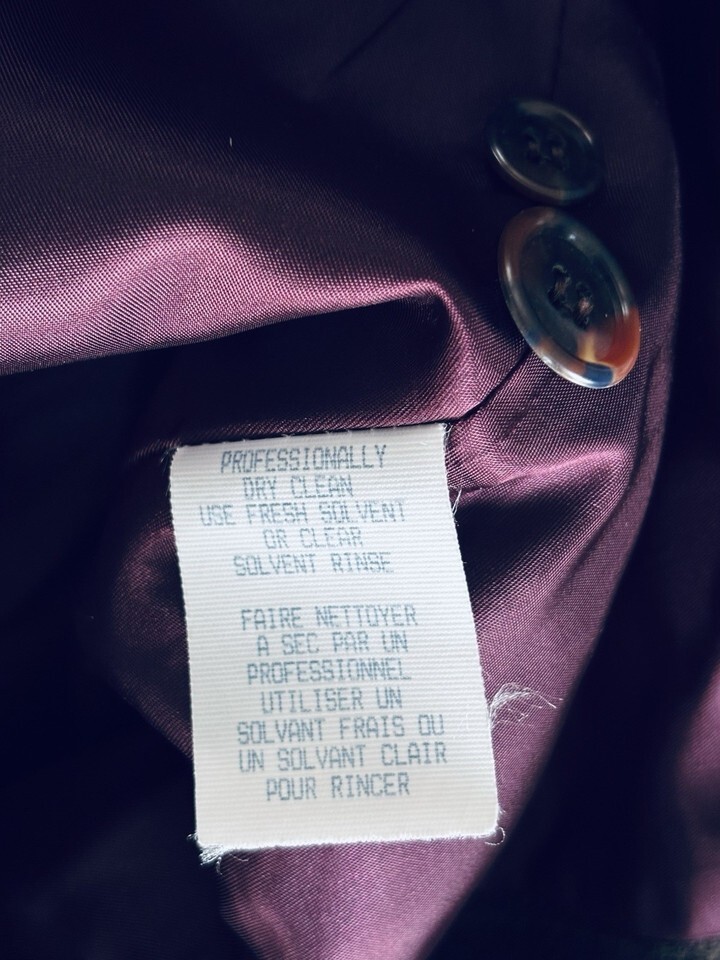 PROFESSIONALLY
DRY CLEAN
USE FRESH SOLVENT
OR CLEAR
SOLVENT RINSE
FAIRE NETTOYER
A SEC PAR UN
PROFESSIONNEL
UTILISER UN
SOLVANT FRAIS OU
UN SOLVANT CLAIR
POUR RINCER